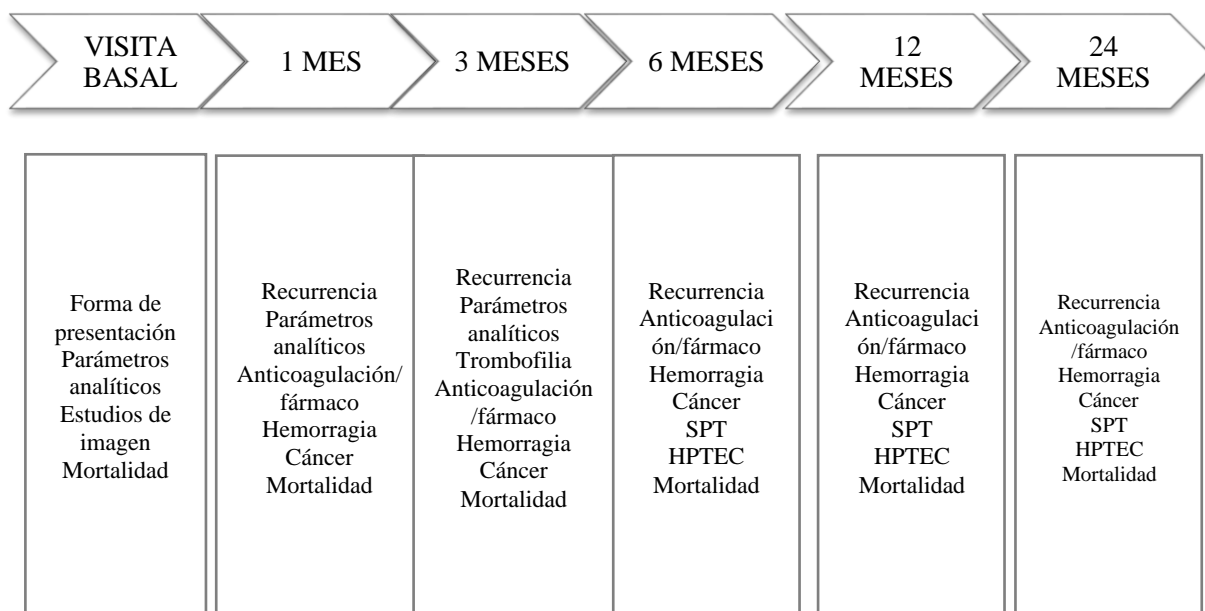 VISITA
BASAL
1 MES
3 MESES
6 MESES
12
MESES
24
MESES
Forma de
presentación
Parámetros
analíticos
Estudios de
imagen
Mortalidad
Recurrencia
Parámetros
analíticos
Anticoagulación/
fármaco
Hemorragia
Cáncer
Mortalidad
Recurrencia
Parámetros
analíticos
Trombofilia
Anticoagulación
/fármaco
Hemorragia
Cáncer
Mortalidad
Recurrencia
Anticoagulaci
ón/fármaco
Hemorragia
Cáncer
SPT
HPTEC
Mortalidad
Recurrencia
Anticoagulaci
ón/fármaco
Hemorragia
Cáncer
SPT
HPTEC
Mortalidad
Recurrencia
Anticoagulación
/fármaco
Hemorragia
Cáncer
SPT
HPTEC
Mortalidad